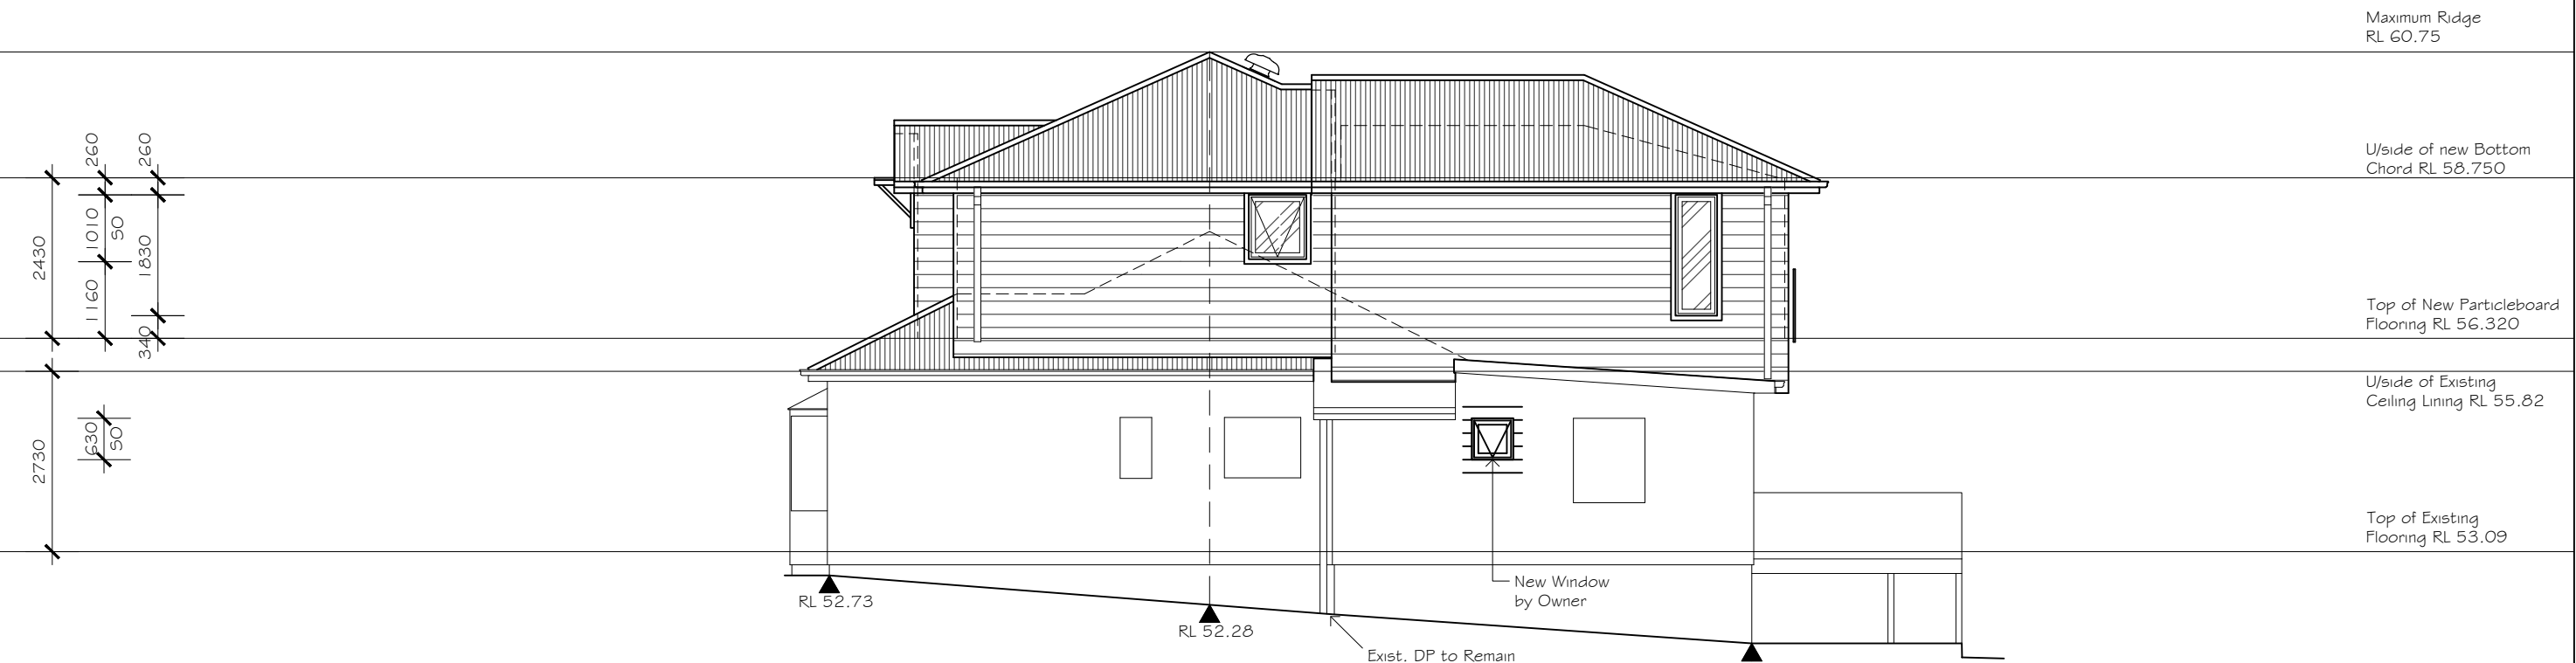 Maximum Ridge
RL 60.75
260
260
U/side of new Bottom
Chord RL 58.750
2430
1010
50
1830
1160
340
Top of New Particleboard
Flooring RL 56.320
U/side of Existing
Ceiling Lining RL 55.82
2730
630
50
Top of Existing
Flooring RL 53.09
New Window
by Owner
RL 52.73
RL 52.28
Exist. DP to Remain